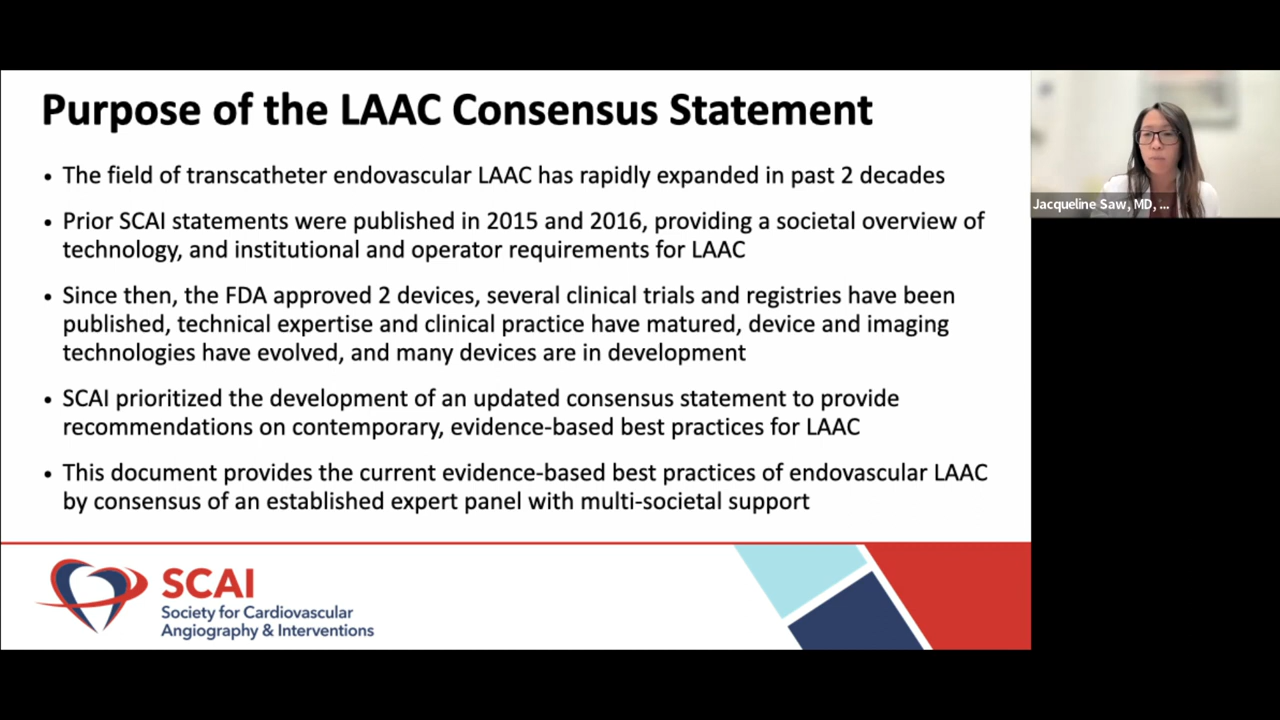 Purpose of the LAAC Consensus Statement
• The field of transcatheter endovascular LAAC has rapidly expanded in past 2 decades
• Prior SCAI statements were published in 2015 and 2016, providing a societal overview of
technology, and institutional and operator requirements for LAAC
• Since then, the FDA approved 2 devices, several clinical trials and registries have been
published, technical expertise and clinical practice have matured, device and imaging
technologies have evolved, and many devices are in development
• SCAI prioritized the development of an updated consensus statement to provide
recommendations on contemporary, evidence-based best practices for LAAC
• This document provides the current evidence-based best practices of endovascular LAAC
by consensus of an established expert panel with multi-societal support
SCAI
Society for Cardiovascular
Angiography & Interventions
Jacqueline Saw, MD, ...